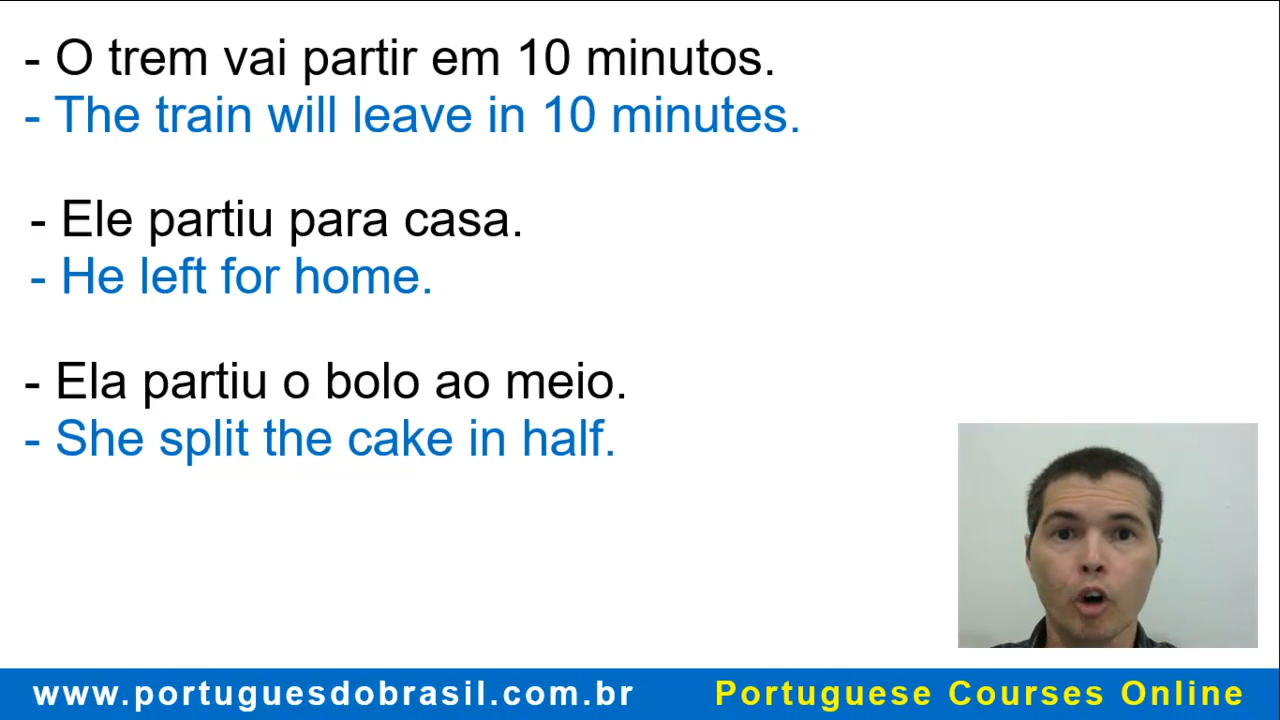 - O trem vai partir em 10 minutos.
- The train will leave in 10 minutes.
- Ele partiu para casa.
- He left for home.
- Ela partiu o bolo ao meio.
- She split the cake in half.
www.portuguesdobrasil.com.br Portuguese Courses Online